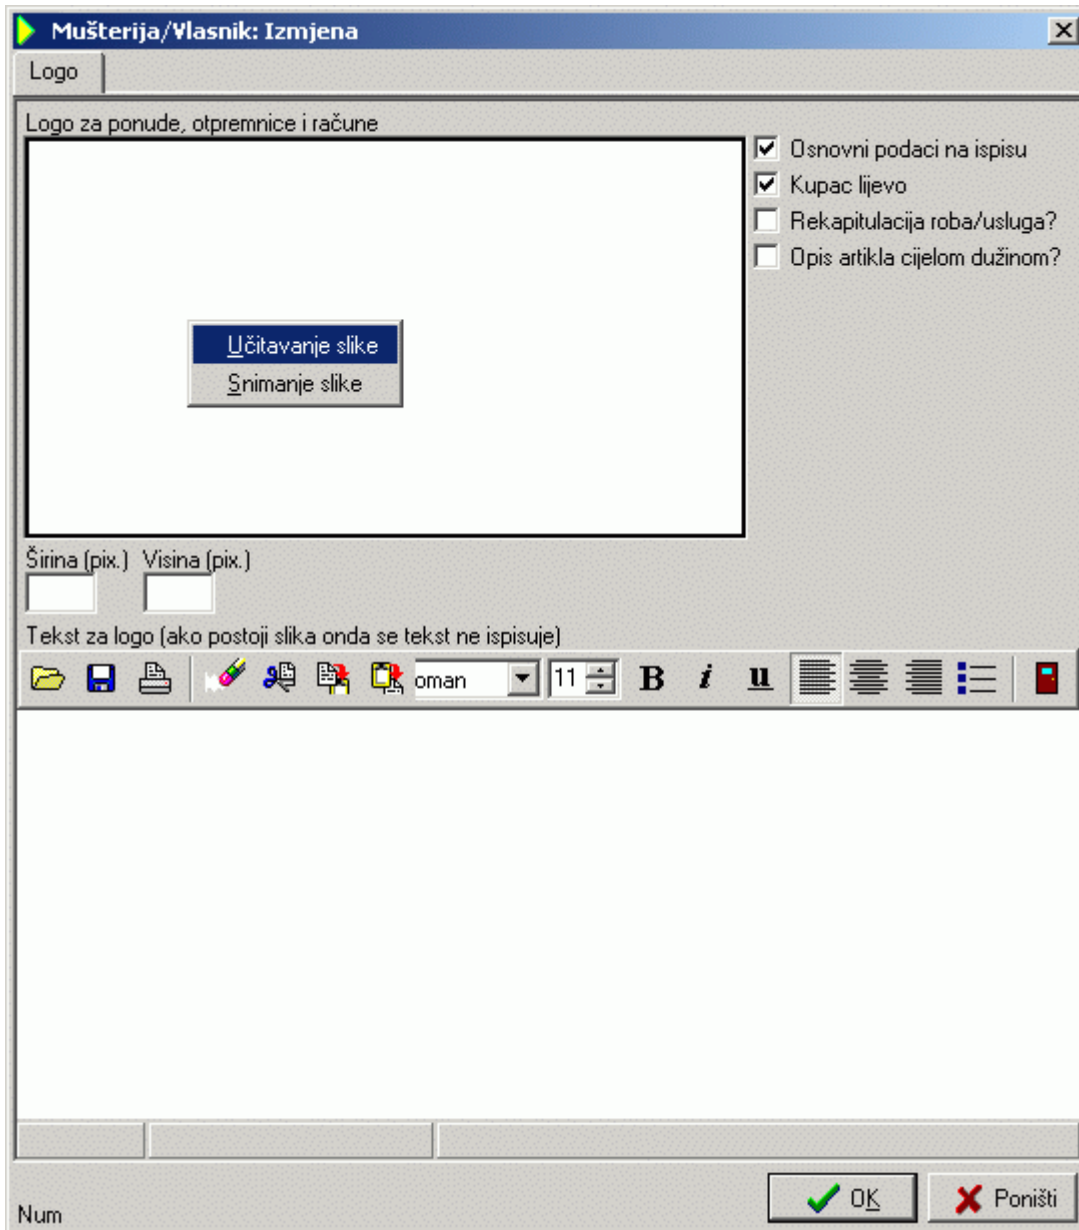 Mušterija/Vlasnik: Izmjena
Logo
Logo za ponude, otpremnice i račune
Osnovni podaci na ispisu
Kupac lijevo
Rekapitulacija roba/usluga?
Opis artikla cijelom dužinom?
Učitavanje slike
Snimanje slike
Širina (pix.) Visina (pix.)
Tekst za logo (ako postoji slika onda se tekst ne ispisuje)
oman 11 B i u
OK Poništi
Num